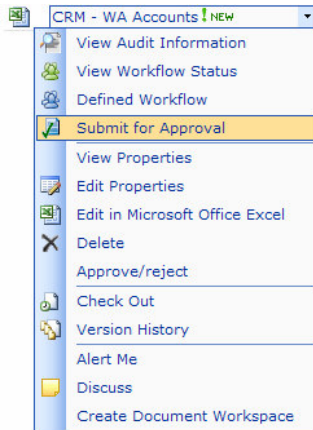 CRM - WA Accounts ! NEW
View Audit Information
View Workflow Status
Defined Workflow
Submit for Approval
View Properties
Edit Properties
Edit in Microsoft Office Excel
Delete
Approve/reject
Check Out
Version History
Alert Me
Discuss
Create Document Workspace